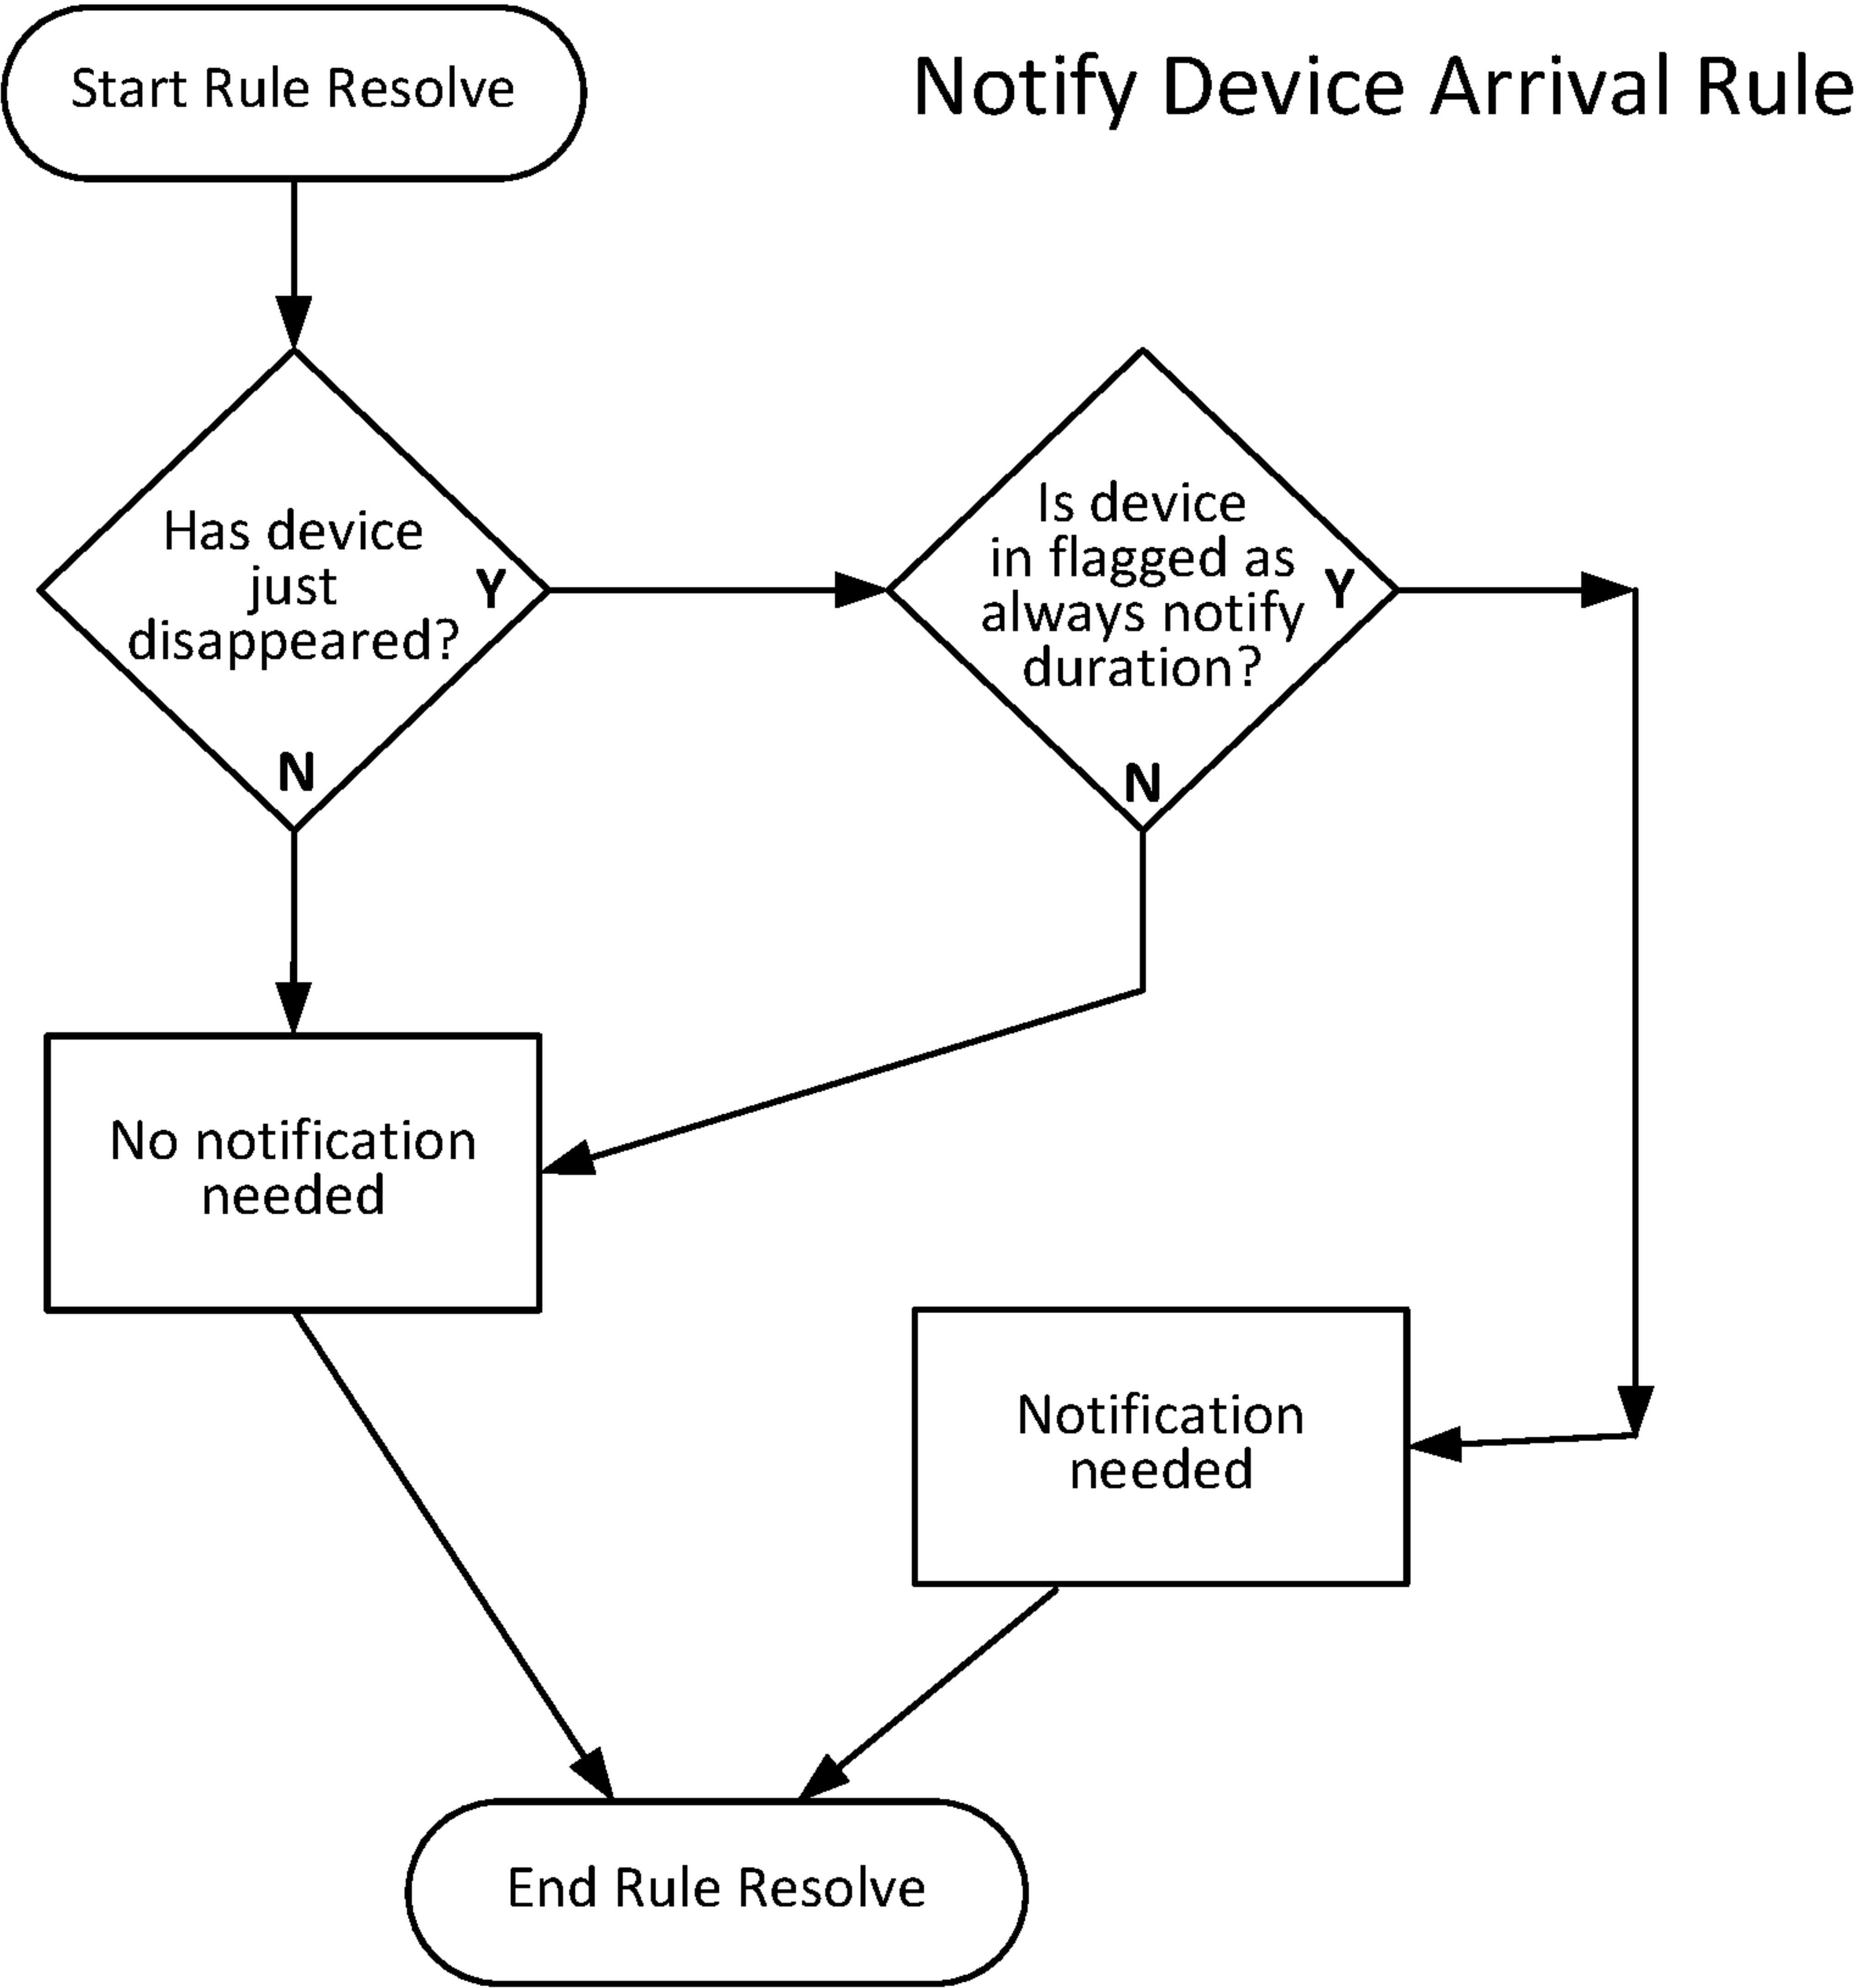 Start Rule Resolve
Notify Device Arrival Rule
Has device
just
disappeared?
Y
N
Is device
in flagged as
always notify
duration?
Y
N
No notification
needed
Notification
needed
End Rule Resolve